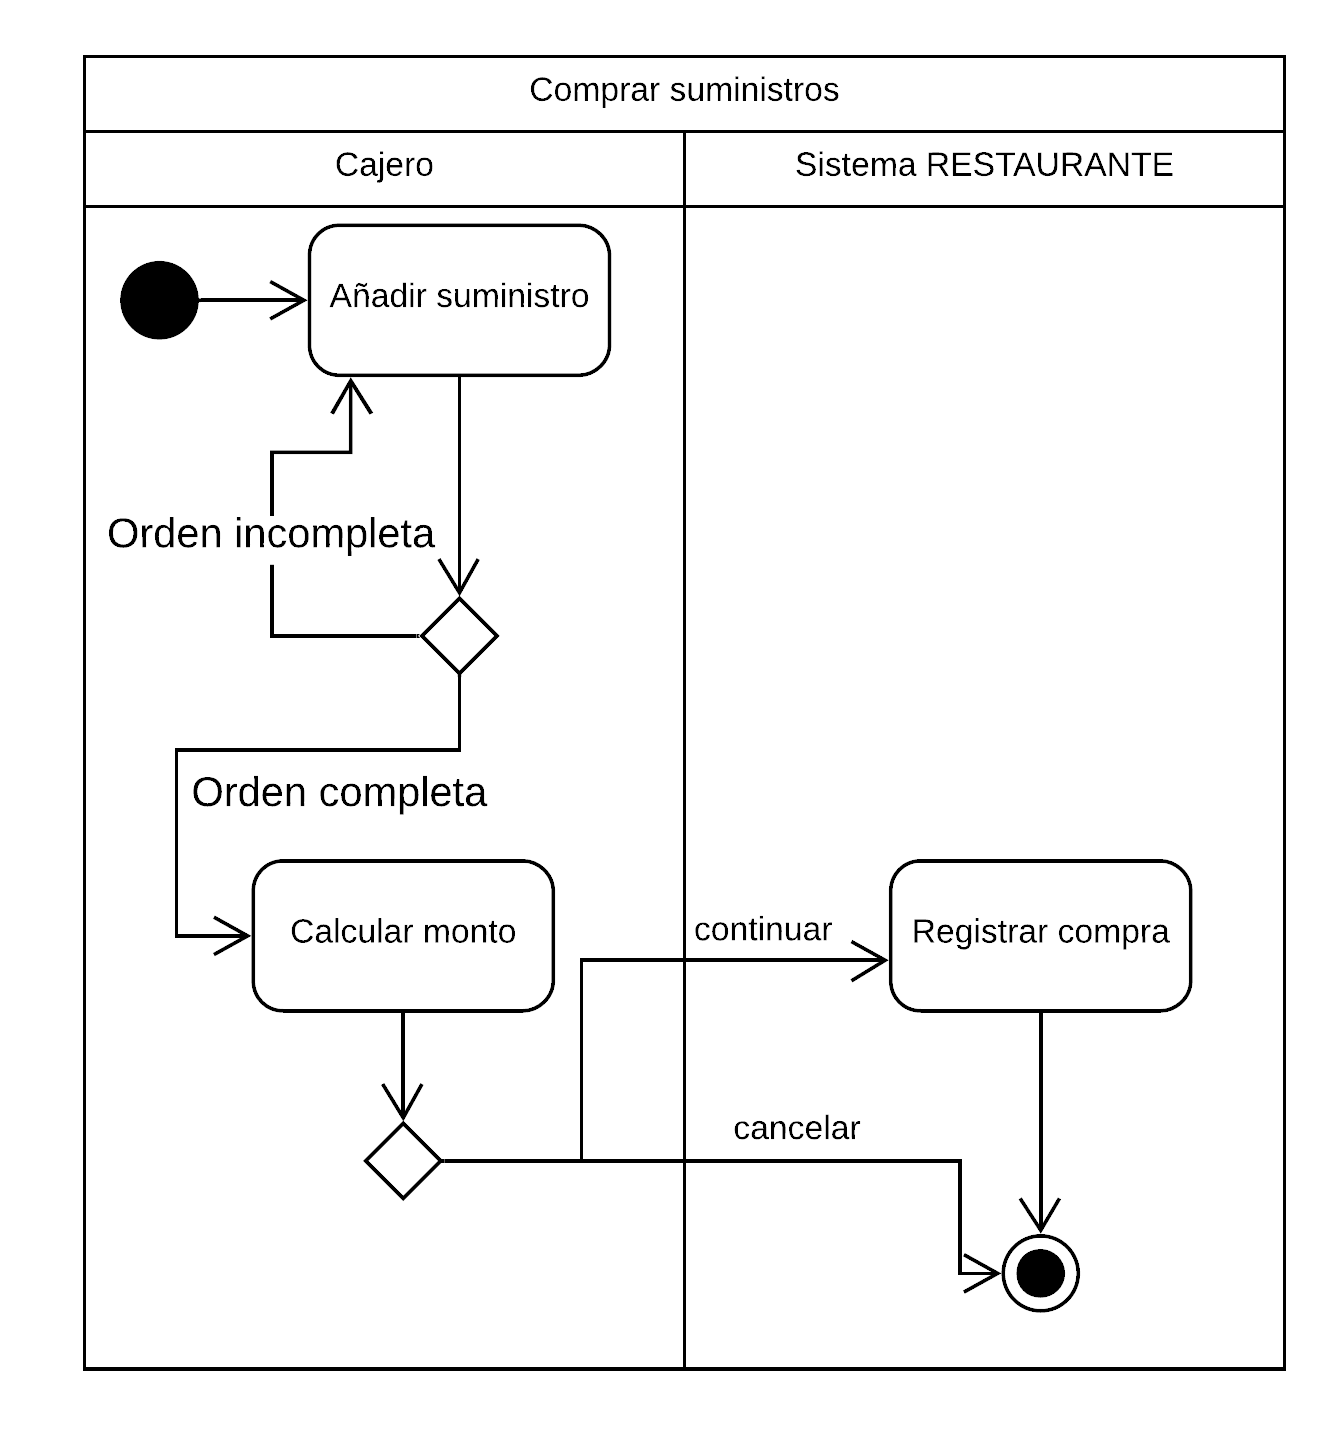 Comprar suministros
Cajero
Sistema RESTAURANTE
Añadir suministro
Orden incompleta
Orden completa
Calcular monto
continuar
Registrar compra
cancelar